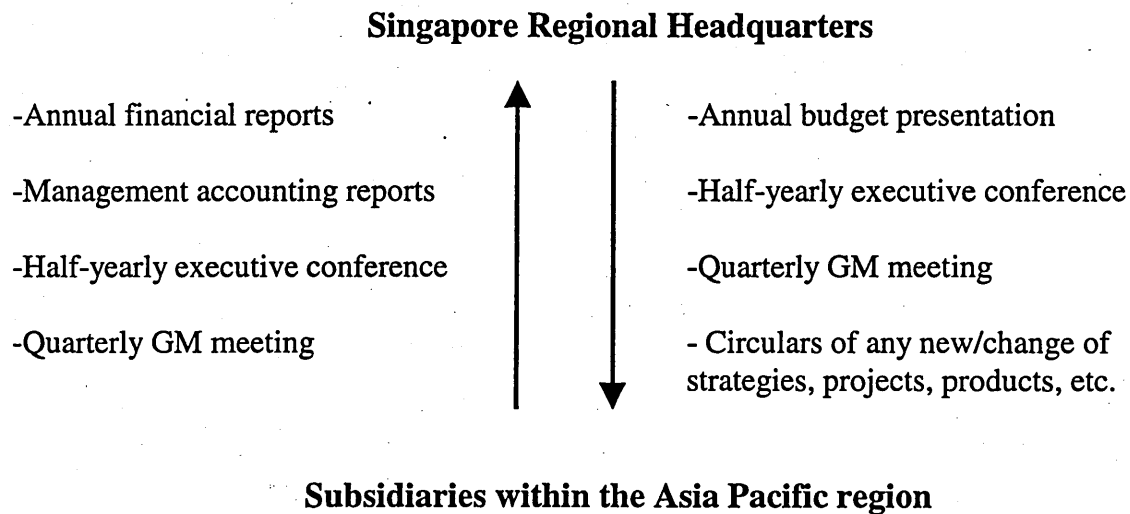 Singapore Regional Headquarters
-Annual financial reports
-Management accounting reports
-Half-yearly executive conference
-Quarterly GM meeting
-Annual budget presentation
-Half-yearly executive conference
-Quarterly GM meeting
- Circulars of any new/change of
strategies, projects, products, etc.
Subsidiaries within the Asia Pacific region